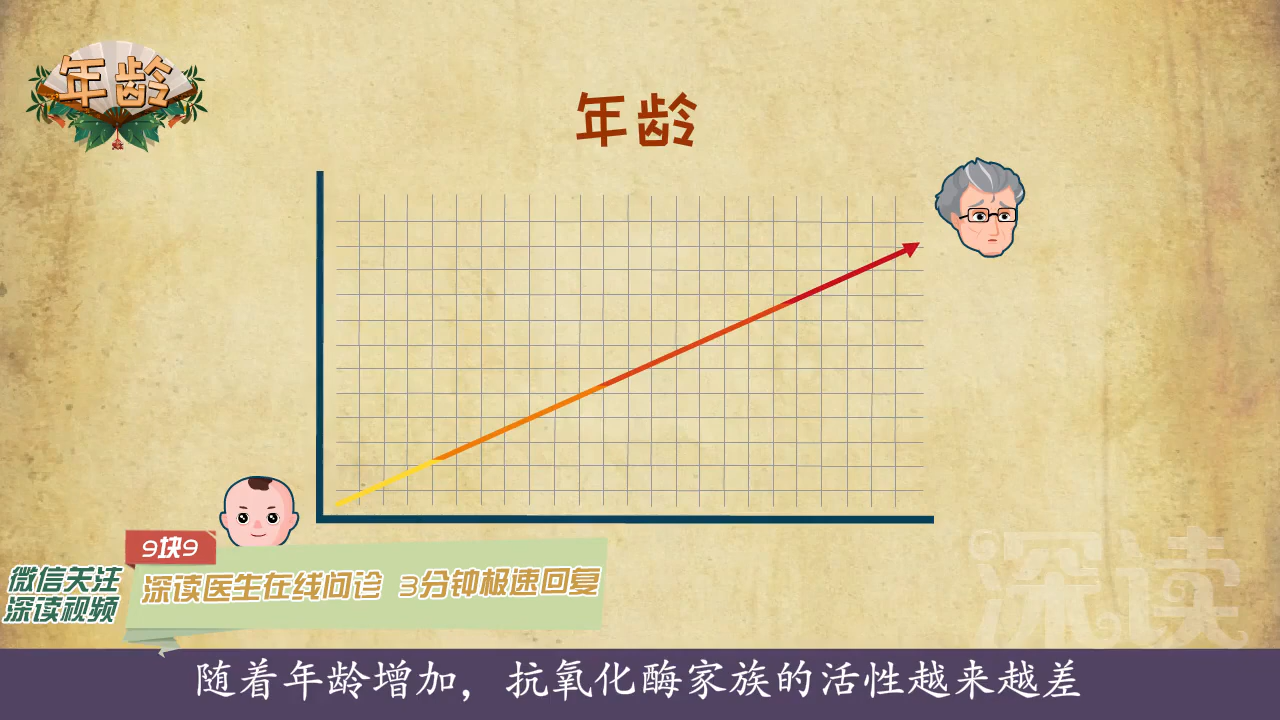 年龄
年龄
9块9
微信关注
深读视频
深读医生在线问诊 3分钟极速回复
深读
随着年龄增加，抗氧化酶家族的活性越来越差